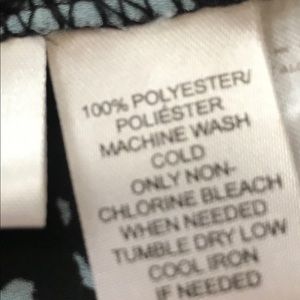 100% POLYESTER/
POLIÉSTER
MACHINE WASH
COLD
ONLY NON-
CHLORINE BLEACH
WHEN NEEDED
TUMBLE DRY LOW
COOL IRON
IF NEEDED